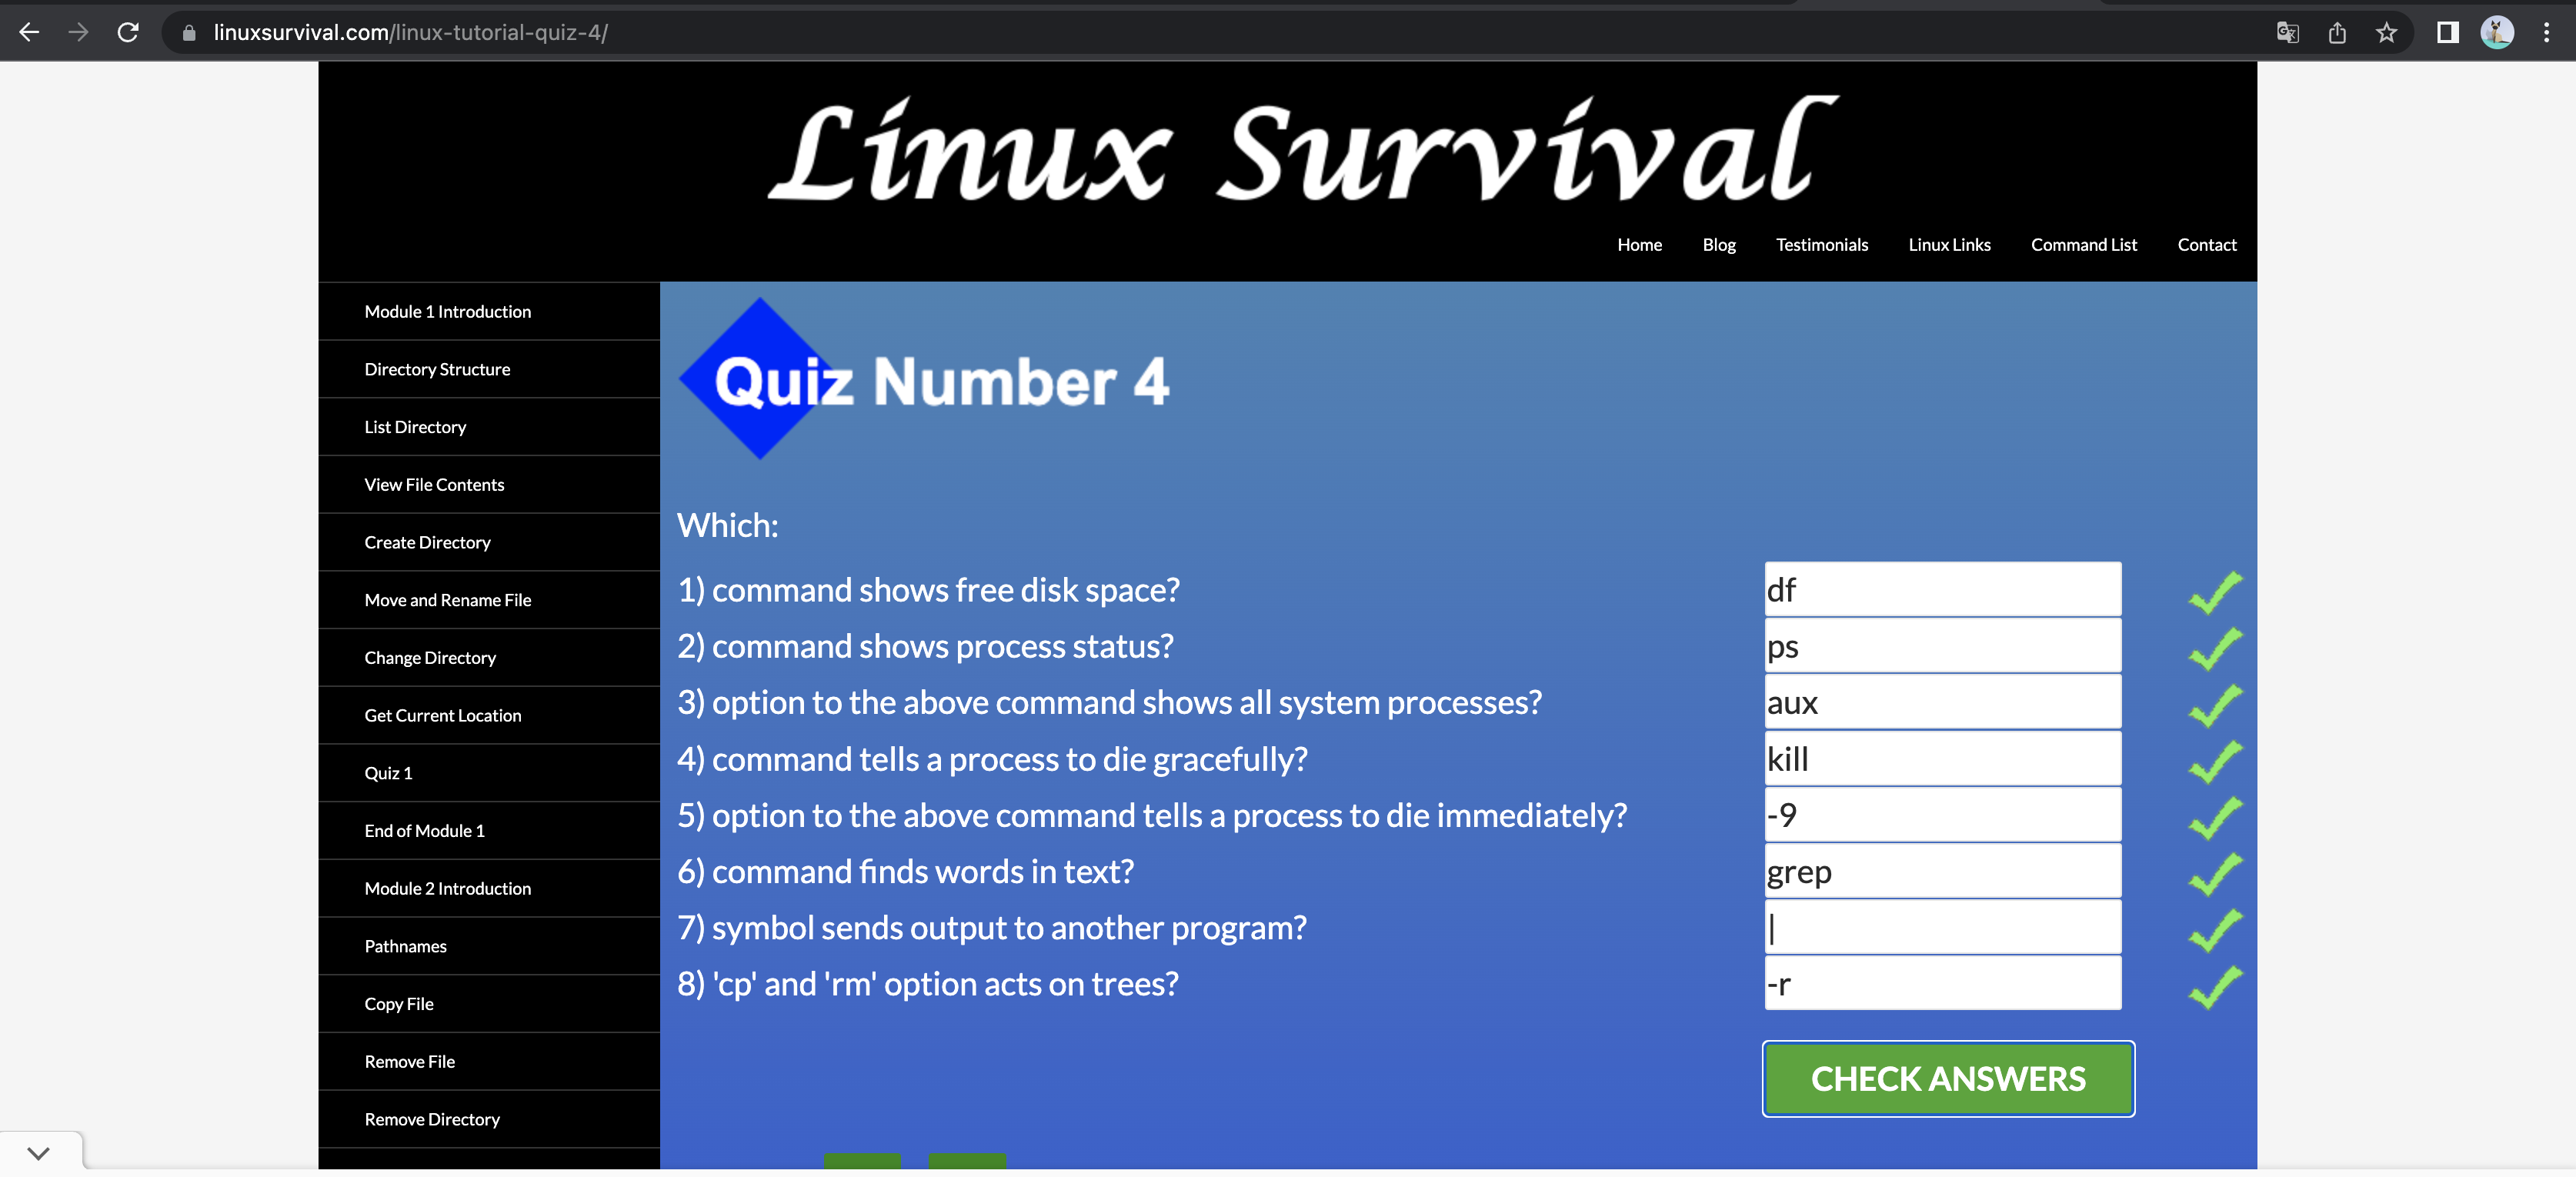 linuxsurvival.com/linux-tutorial-quiz-4/
Linux Survival
Home Blog Testimonials Linux Links Command List Contact
Module 1 Introduction
Directory Structure
List Directory
View File Contents
Create Directory
Move and Rename File
Change Directory
Get Current Location
Quiz 1
End of Module 1
Module 2 Introduction
Pathnames
Copy File
Remove File
Remove Directory
Quiz Number 4
Which:
1) command shows free disk space? df
2) command shows process status? ps
3) option to the above command shows all system processes? aux
4) command tells a process to die gracefully? kill
5) option to the above command tells a process to die immediately? -9
6) command finds words in text? grep
7) symbol sends output to another program? |
8) 'cp' and 'rm' option acts on trees? -r
CHECK ANSWERS